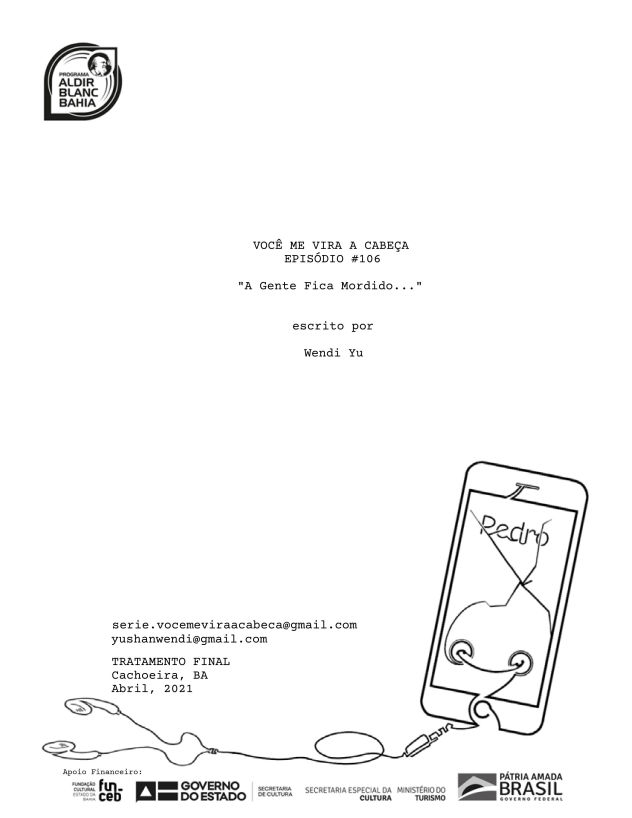 PROGRAMA
ALDIR
BLANC
BAHIA
VOCÊ ME VIRA A CABEÇA
EPISÓDIO #106
"A Gente Fica Mordido..."
escrito por
Wendi Yu
Pedro
serie.vocemeviraacabeca@gmail.com
yushanwendi@gmail.com
TRATAMENTO FINAL
Cachoeira, BA
Abril, 2021
Apoio Financeiro:
FUNDAÇÃO
CULTURAL
ESTADO DA
BAHIA
fun-
ceb
GOVERNO
DO ESTADO
SECRETARIA
DE CULTURA
SECRETARIA ESPECIAL DA
CULTURA
MINISTÉRIO DO
TURISMO
PÁTRIA AMADA
BRASIL
GOVERNO FEDERAL